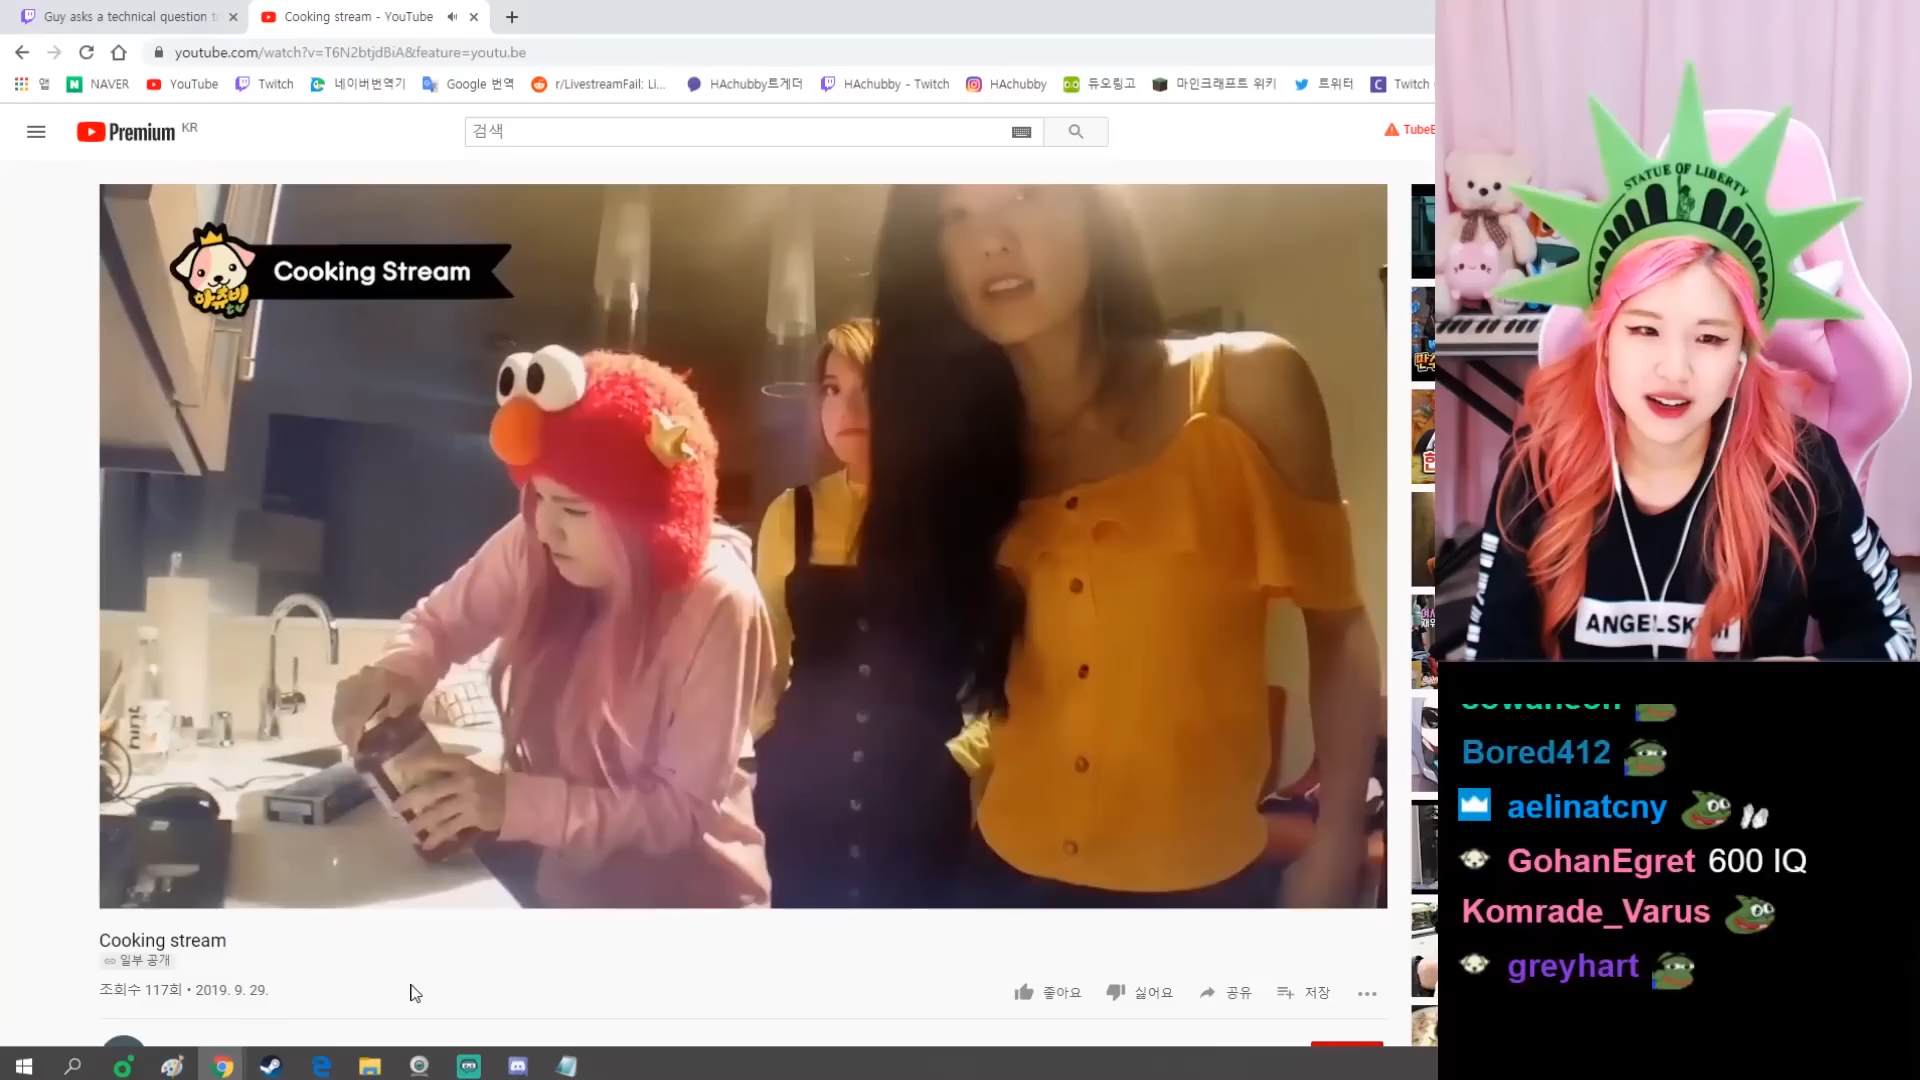 Guy asks a technical question t
Cooking stream - YouTube
youtube.com/watch?v=T6N2btjdBiA&feature=youtu.be
앱
NAVER
YouTube
Twitch
네이버번역기
Google 번역
r/LivestreamFail: Li...
HAchubby트게더
HAchubby - Twitch
HAchubby
듀오링고
마인크래프트 위키
트위터
Twitch
Premium KR
검색
TubeB
하츄비 tv
Cooking Stream
STATUE OF LIBERTY
Cooking stream
일부 공개
조회수 117회 • 2019. 9. 29.
좋아요
싫어요
공유
저장
Bored412
aelinatcny
GohanEgret 600 IQ
Komrade_Varus
greyhart